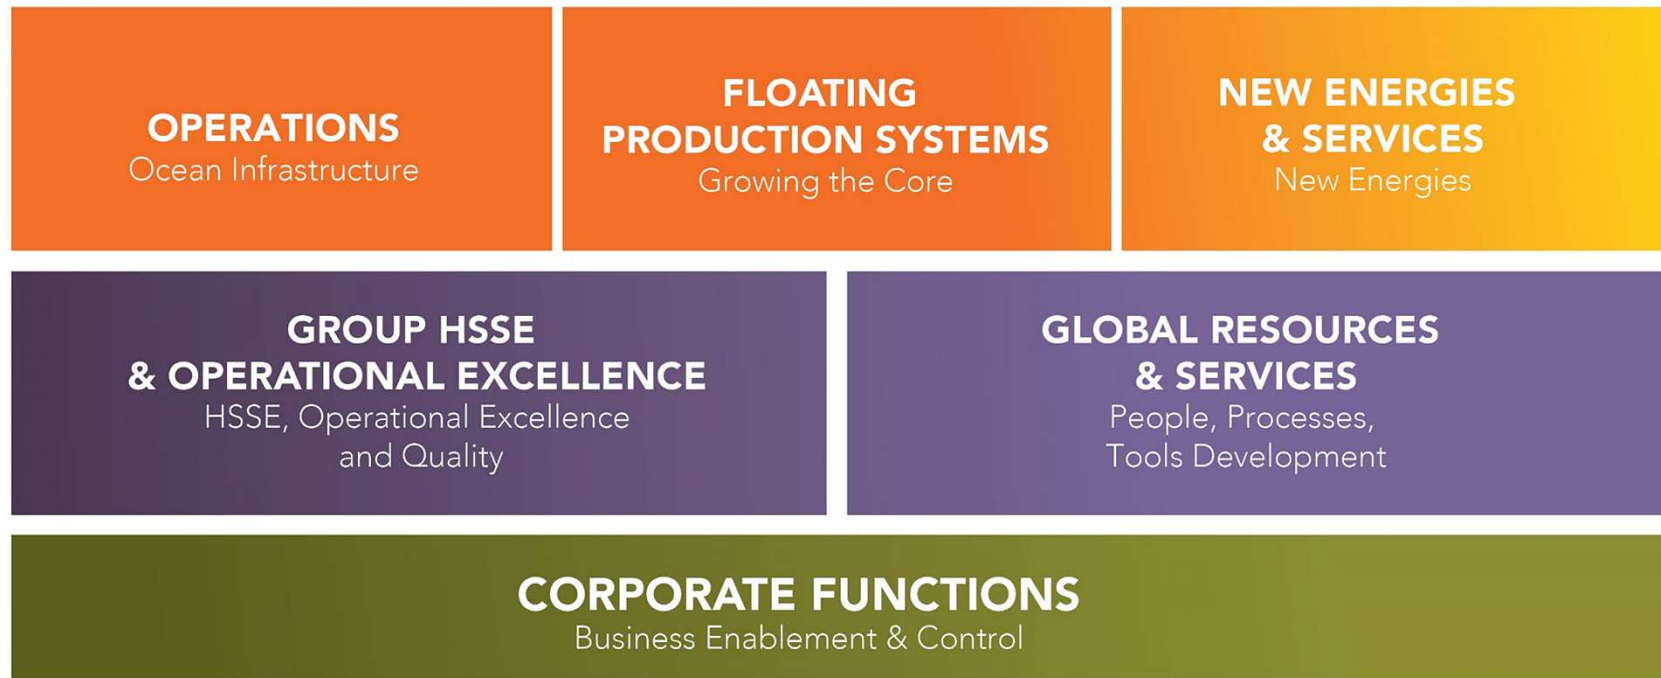 OPERATIONS
Ocean Infrastructure
FLOATING
PRODUCTION SYSTEMS
Growing the Core
NEW ENERGIES
& SERVICES
New Energies
GROUP HSSE
& OPERATIONAL EXCELLENCE
HSSE, Operational Excellence
and Quality
GLOBAL RESOURCES
& SERVICES
People, Processes,
Tools Development
CORPORATE FUNCTIONS
Business Enablement & Control